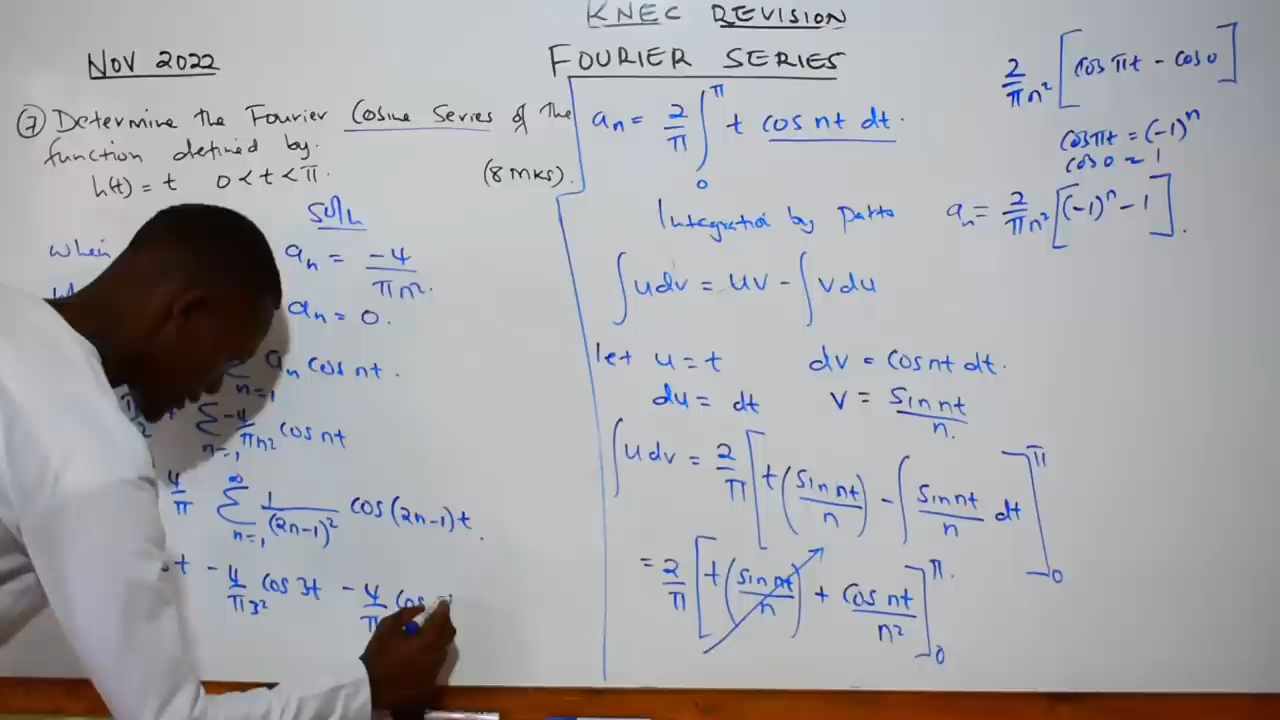 KNEC REVISION
FOURIER SERIES
NOV 2022
⑦ Determine the Fourier Cosine Series of the
function defined by.
h(t) = t 0 < t < π. (8 mks).
Soln
When aₙ = -4/πn².
aₙ = 0.
∑ n=1 aₙ cos nt.
∑ n=1 -4/πn² cos nt
4/π ∑ n=1 ∞ 1/(2n-1)² cos(2n-1)t.
t - 4/π3² cos 3t - 4/π cos
aₙ = 2/π ∫₀^π t cos nt dt.
Integration by parts
∫udv = uv - ∫vdu
let u = t dv = cos nt dt.
du = dt v = Sin nt/n.
∫udv = 2/π [t(Sin nt/n) - ∫ Sin nt/n dt]₀^π
= 2/π [t(Sin nt/n) + Cos nt/n²]₀^π.
2/πn² [cos πt - cos 0]
cos πt = (-1)ⁿ
cos 0 = 1
aₙ = 2/πn² [(-1)ⁿ - 1].